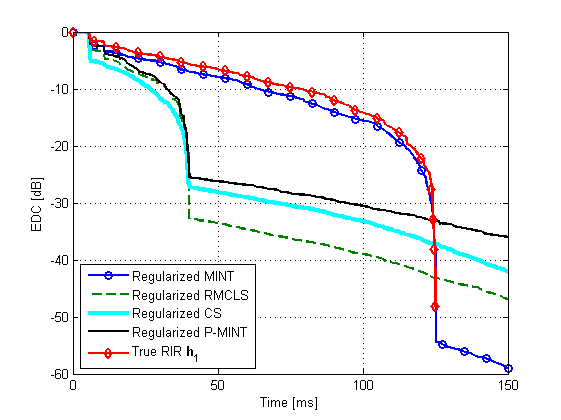 0
-10
-20
-30
-40
-50
-60
EDC [dB]
Regularized MINT
Regularized RMCLS
Regularized CS
Regularized P-MINT
True RIR h1
0 50 100 150
Time [ms]